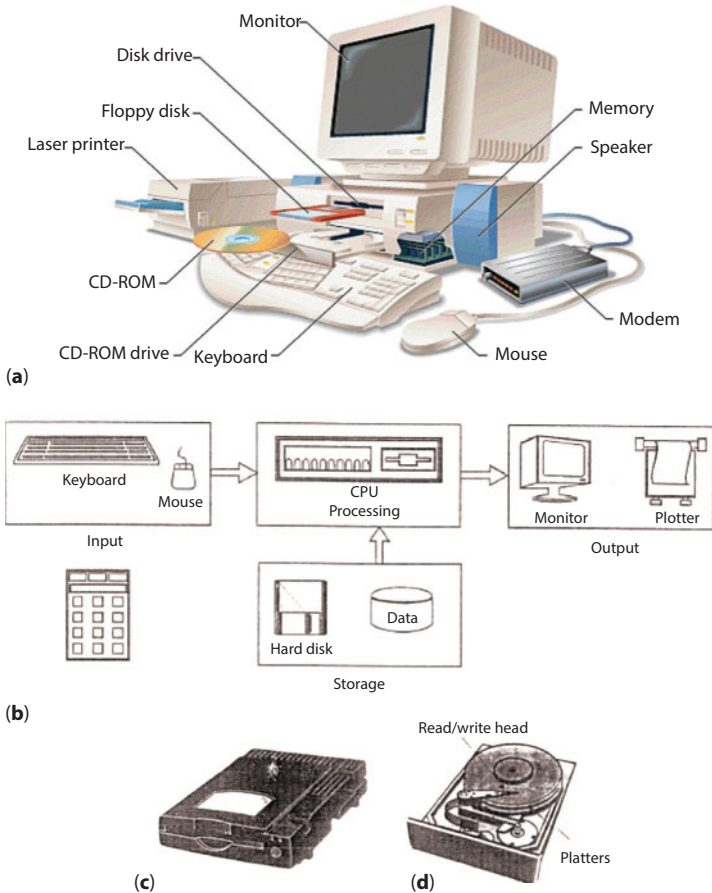 Monitor
Disk drive
Floppy disk
Laser printer
Memory
Speaker
CD-ROM
CD-ROM drive
Keyboard
Mouse
Modem
(a)
Keyboard
Mouse
Input
CPU
Processing
Monitor
Plotter
Output
Hard disk
Data
Storage
(b)
Read/write head
Platters
(c)
(d)